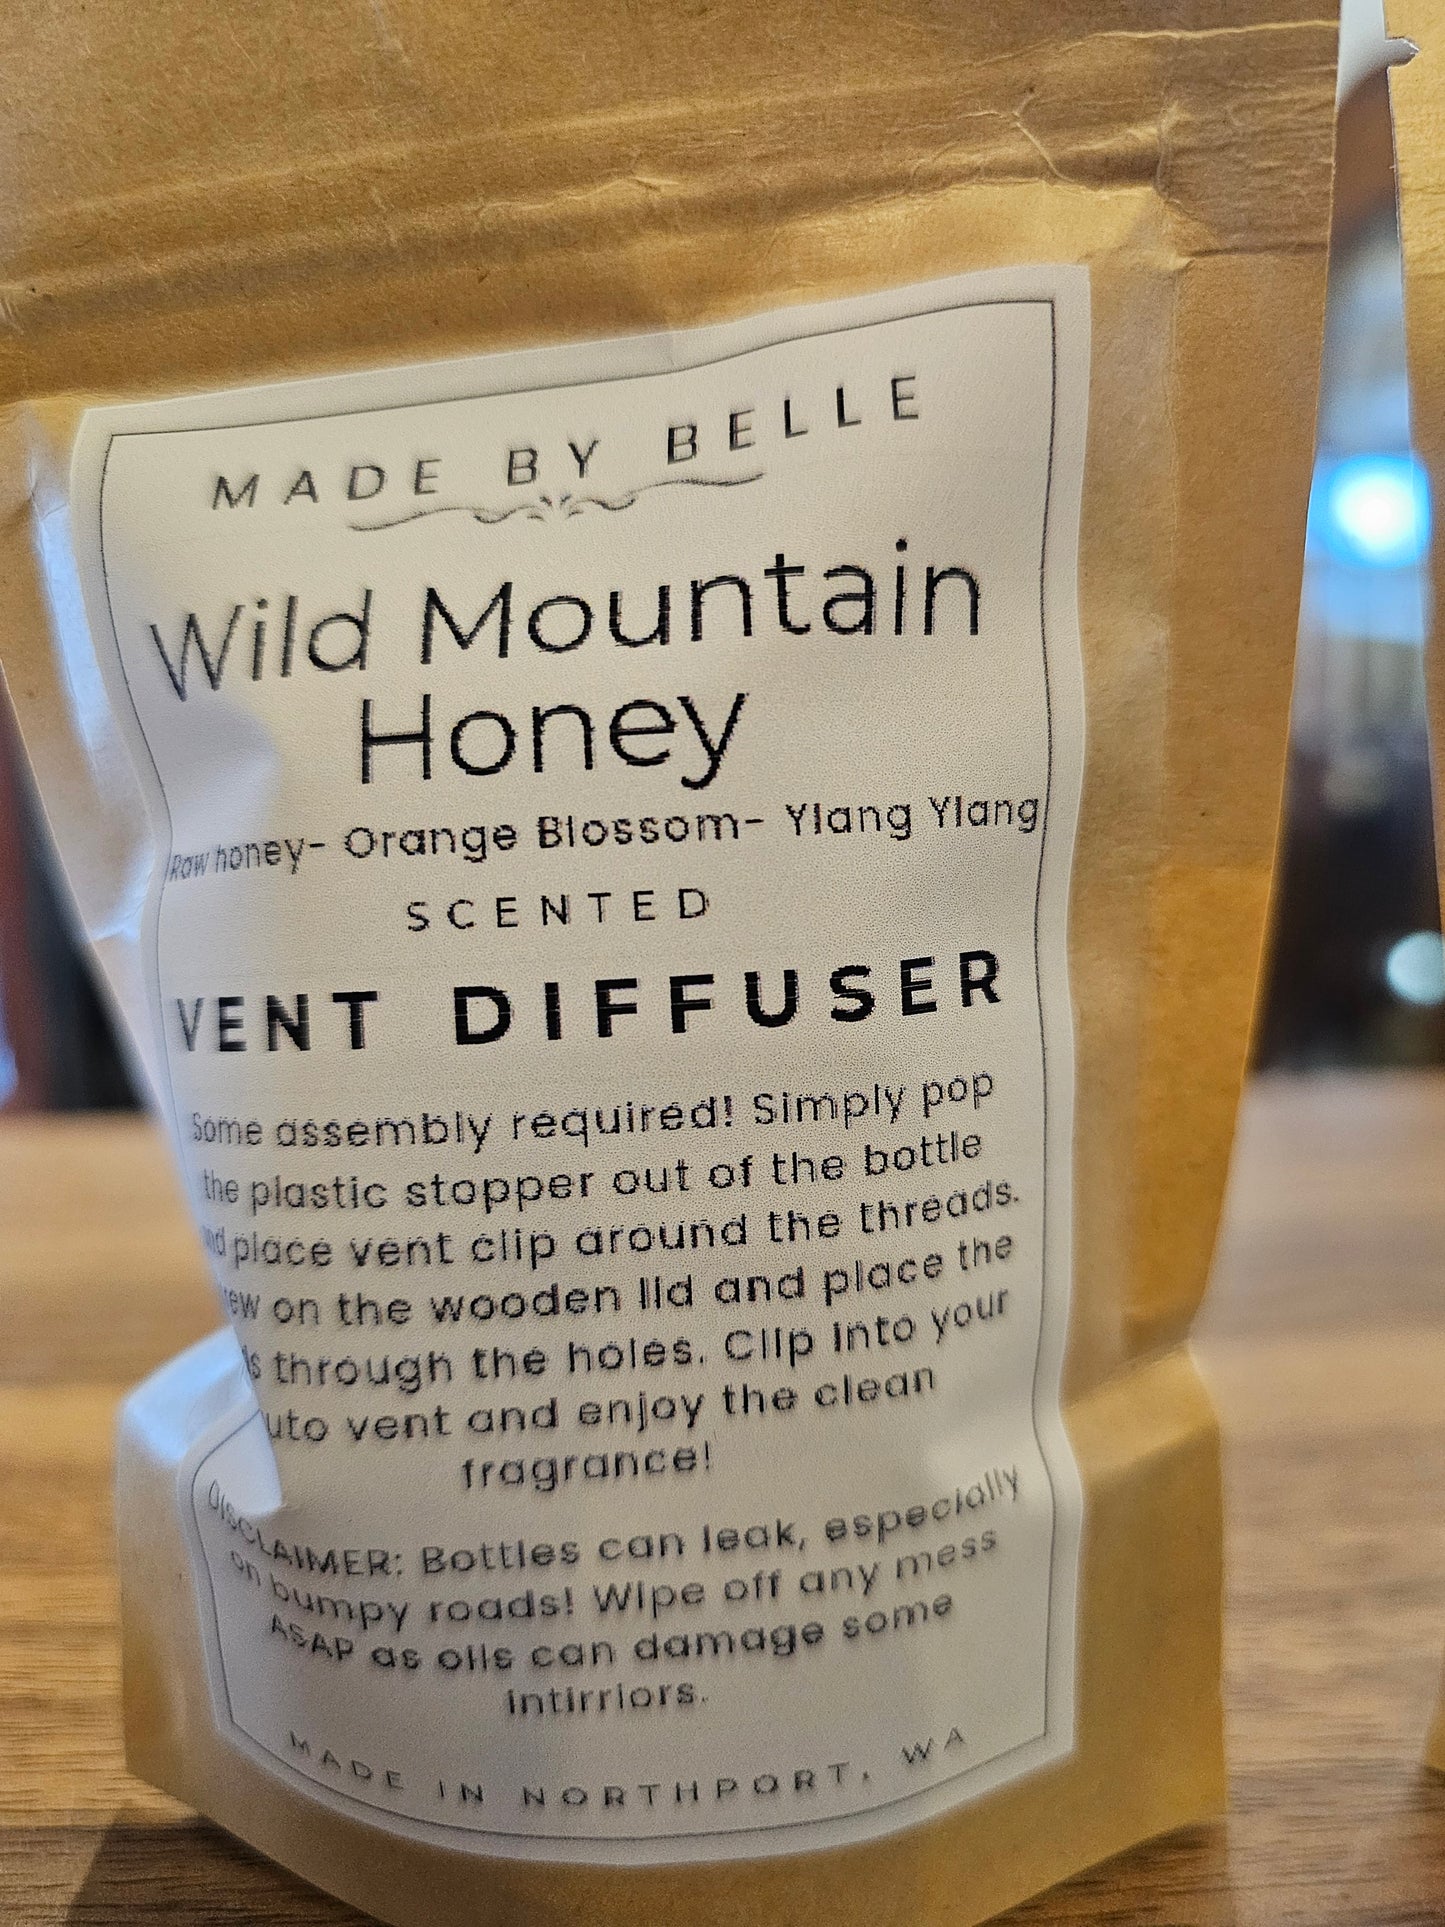 MADE BY BELLE
Wild Mountain
Honey
Raw honey- Orange Blossom- Ylang Ylang
SCENTED
VENT DIFFUSER
Some assembly required! Simply pop
the plastic stopper out of the bottle
place vent clip around the threads.
on the wooden lid and place the
through the holes. Clip into your
vent and enjoy the clean
fragrance!
DISCLAIMER: Bottles can leak, especially
on bumpy roads! Wipe off any mess
ASAP as oils can damage some
intirriors.
MADE IN NORTHPORT, WA